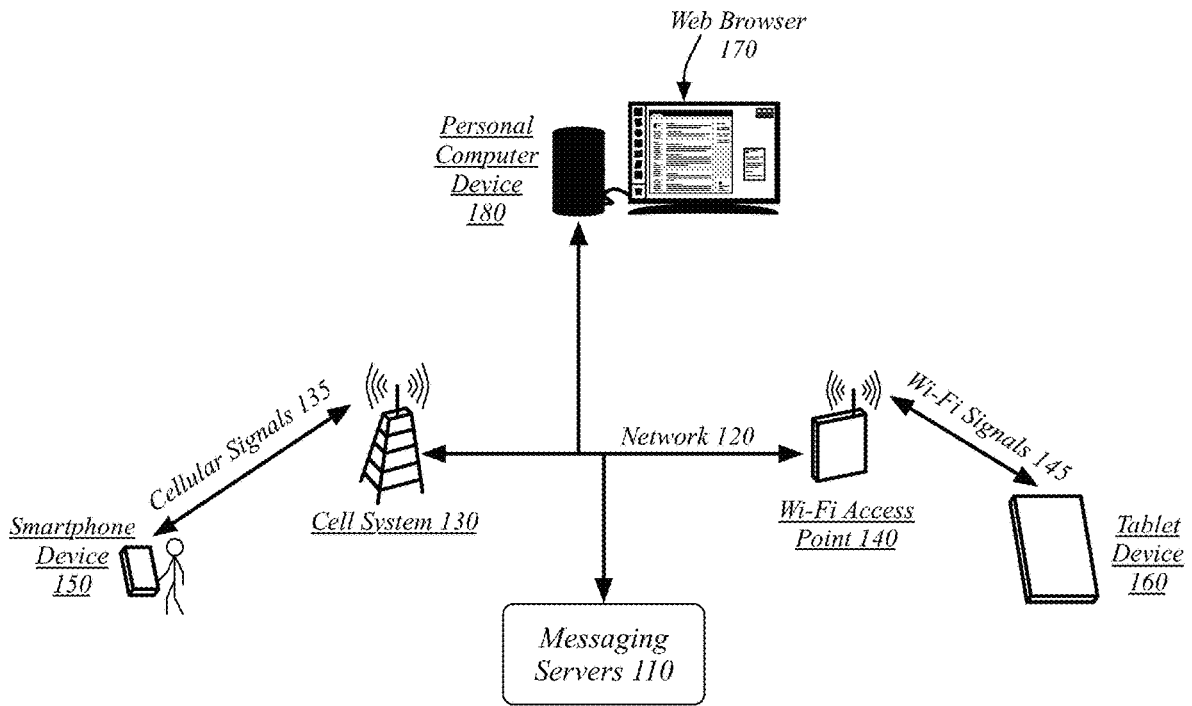 Web Browser
170
Personal
Computer
Device
180
Cellular Signals 135
Network 120
Wi-Fi Signals 145
Cell System 130
Wi-Fi Access
Point 140
Smartphone
Device
150
Tablet
Device
160
Messaging
Servers 110